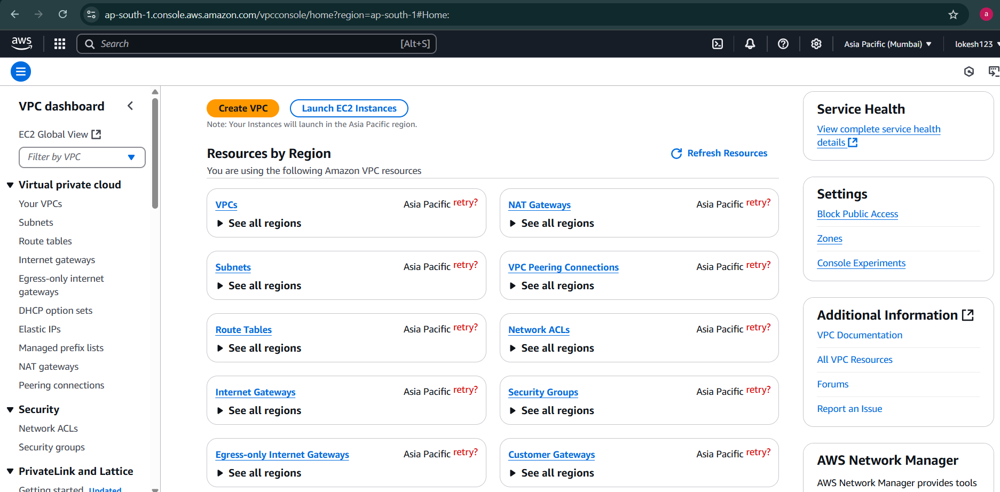 ap-south-1.console.aws.amazon.com/vpcconsole/home?region=ap-south-1#Home:
a
aws
Search
[Alt+S]
Asia Pacific (Mumbai)
lokesh123
VPC dashboard
EC2 Global View
Filter by VPC
Virtual private cloud
Your VPCs
Subnets
Route tables
Internet gateways
Egress-only internet
gateways
DHCP option sets
Elastic IPs
Managed prefix lists
NAT gateways
Peering connections
Security
Network ACLs
Security groups
PrivateLink and Lattice
Getting started Updated
Create VPC
Launch EC2 Instances
Note: Your Instances will launch in the Asia Pacific region.
Resources by Region
Refresh Resources
You are using the following Amazon VPC resources
VPCs
Asia Pacific retry?
See all regions
NAT Gateways
Asia Pacific retry?
See all regions
Subnets
Asia Pacific retry?
See all regions
VPC Peering Connections
Asia Pacific retry?
See all regions
Route Tables
Asia Pacific retry?
See all regions
Network ACLs
Asia Pacific retry?
See all regions
Internet Gateways
Asia Pacific retry?
See all regions
Security Groups
Asia Pacific retry?
See all regions
Egress-only Internet Gateways
Asia Pacific retry?
See all regions
Customer Gateways
Asia Pacific retry?
See all regions
Service Health
View complete service health
details
Settings
Block Public Access
Zones
Console Experiments
Additional Information
VPC Documentation
All VPC Resources
Forums
Report an Issue
AWS Network Manager
AWS Network Manager provides tools